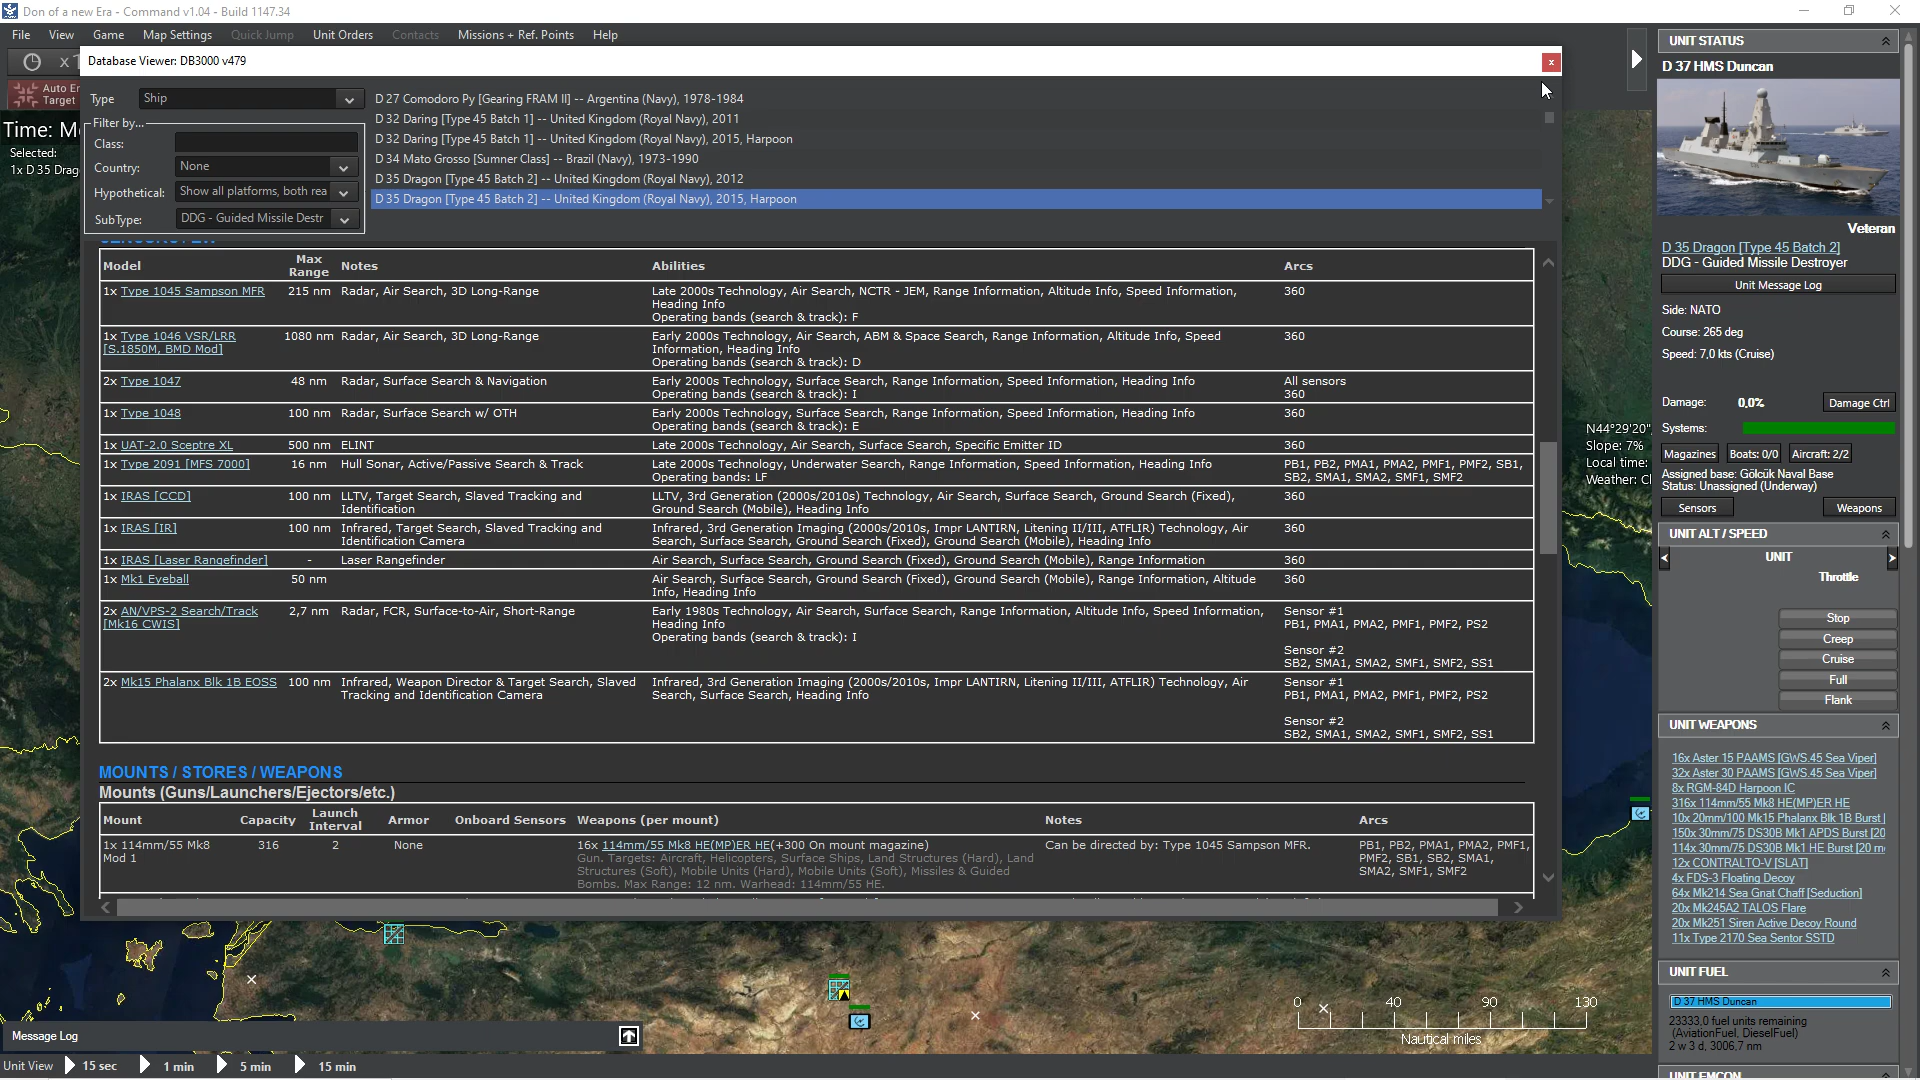 Don of a new Era - Command v1.04 - Build 1147.34
File View Game Map Settings Quick Jump Unit Orders Contacts Missions + Ref. Points Help
Database Viewer: DB3000 v479
Type Ship
Filter by...
Class:
Country: None
Hypothetical: Show all platforms, both rea
SubType: DDG - Guided Missile Destr
D 27 Comodoro Py [Gearing FRAM II] -- Argentina (Navy), 1978-1984
D 32 Daring [Type 45 Batch 1] -- United Kingdom (Royal Navy), 2011
D 32 Daring [Type 45 Batch 1] -- United Kingdom (Royal Navy), 2015, Harpoon
D 34 Mato Grosso [Sumner Class] -- Brazil (Navy), 1973-1990
D 35 Dragon [Type 45 Batch 2] -- United Kingdom (Royal Navy), 2012
D 35 Dragon [Type 45 Batch 2] -- United Kingdom (Royal Navy), 2015, Harpoon
x1
Auto En
Target
Time: M
Selected:
1x D 35 Drag
Model Max Range Notes Abilities Arcs
1x Type 1045 Sampson MFR 215 nm Radar, Air Search, 3D Long-Range Late 2000s Technology, Air Search, NCTR - JEM, Range Information, Altitude Info, Speed Information, 360
Heading Info
Operating bands (search & track): F
1x Type 1046 VSR/LRR 1080 nm Radar, Air Search, 3D Long-Range Early 2000s Technology, Air Search, ABM & Space Search, Range Information, Altitude Info, Speed 360
[S.1850M, BMD Mod] Information, Heading Info
Operating bands (search & track): D
2x Type 1047 48 nm Radar, Surface Search & Navigation Early 2000s Technology, Surface Search, Range Information, Speed Information, Heading Info All sensors
Operating bands (search & track): I 360
1x Type 1048 100 nm Radar, Surface Search w/ OTH Early 2000s Technology, Surface Search, Range Information, Speed Information, Heading Info 360
Operating bands (search & track): E
1x UAT-2.0 Sceptre XL 500 nm ELINT Late 2000s Technology, Air Search, Surface Search, Specific Emitter ID 360
1x Type 2091 [MFS 7000] 16 nm Hull Sonar, Active/Passive Search & Track Late 2000s Technology, Underwater Search, Range Information, Speed Information, Heading Info PB1, PB2, PMA1, PMA2, PMF1, PMF2, SB1,
Operating bands: LF SB2, SMA1, SMA2, SMF1, SMF2
1x IRAS [CCD] 100 nm LLTV, Target Search, Slaved Tracking and LLTV, 3rd Generation (2000s/2010s) Technology, Air Search, Surface Search, Ground Search (Fixed), 360
Identification Ground Search (Mobile), Heading Info
1x IRAS [IR] 100 nm Infrared, Target Search, Slaved Tracking and Infrared, 3rd Generation Imaging (2000s/2010s, Impr LANTIRN, Litening II/III, ATFLIR) Technology, Air 360
Identification Camera Search, Surface Search, Ground Search (Fixed), Ground Search (Mobile), Heading Info
1x IRAS [Laser Rangefinder] - Laser Rangefinder Air Search, Surface Search, Ground Search (Fixed), Ground Search (Mobile), Range Information 360
1x Mk1 Eyeball 50 nm Air Search, Surface Search, Ground Search (Fixed), Ground Search (Mobile), Range Information, Altitude 360
Info, Heading Info
2x AN/VPS-2 Search/Track 2,7 nm Radar, FCR, Surface-to-Air, Short-Range Early 1980s Technology, Air Search, Surface Search, Range Information, Altitude Info, Speed Information, Sensor #1
[Mk16 CWIS] Heading Info PB1, PMA1, PMA2, PMF1, PMF2, PS2
Operating bands (search & track): I
Sensor #2
SB2, SMA1, SMA2, SMF1, SMF2, SS1
2x Mk15 Phalanx Blk 1B EOSS 100 nm Infrared, Weapon Director & Target Search, Slaved Infrared, 3rd Generation Imaging (2000s/2010s, Impr LANTIRN, Litening II/III, ATFLIR) Technology, Air Sensor #1
Tracking and Identification Camera Search, Surface Search, Heading Info PB1, PMA1, PMA2, PMF1, PMF2, PS2
Sensor #2
SB2, SMA1, SMA2, SMF1, SMF2, SS1
MOUNTS / STORES / WEAPONS
Mounts (Guns/Launchers/Ejectors/etc.)
Mount Capacity Launch Interval Armor Onboard Sensors Weapons (per mount) Notes Arcs
1x 114mm/55 Mk8 316 2 None 16x 114mm/55 Mk8 HE(MP)ER HE(+300 On mount magazine) Can be directed by: Type 1045 Sampson MFR. PB1, PB2, PMA1, PMA2, PMF1,
Mod 1 Gun. Targets: Aircraft, Helicopters, Surface Ships, Land Structures (Hard), Land PMF2, SB1, SB2, SMA1,
Structures (Soft), Mobile Units (Hard), Mobile Units (Soft), Missiles & Guided SMA2, SMF1, SMF2
Bombs. Max Range: 12 nm. Warhead: 114mm/55 HE.
N44°29'20"
Slope: 7%
Local time:
Weather: Cl
0 40 90 130
Nautical miles
Message Log
Unit View 15 sec 1 min 5 min 15 min
UNIT STATUS
D 37 HMS Duncan
Veteran
D 35 Dragon [Type 45 Batch 2]
DDG - Guided Missile Destroyer
Unit Message Log
Side: NATO
Course: 265 deg
Speed: 7,0 kts (Cruise)
Damage: 0,0% Damage Ctrl
Systems:
Magazines Boats: 0/0 Aircraft: 2/2
Assigned base: Gölcük Naval Base
Status: Unassigned (Underway)
Sensors Weapons
UNIT ALT / SPEED
UNIT
Throttle
Stop
Creep
Cruise
Full
Flank
UNIT WEAPONS
16x Aster 15 PAAMS [GWS.45 Sea Viper]
32x Aster 30 PAAMS [GWS.45 Sea Viper]
8x RGM-84D Harpoon IC
316x 114mm/55 Mk8 HE(MP)ER HE
10x 20mm/100 Mk15 Phalanx Blk 1B Burst [
150x 30mm/75 DS30B Mk1 APDS Burst [20
114x 30mm/75 DS30B Mk1 HE Burst [20 m
12x CONTRALTO-V [SLAT]
4x FDS-3 Floating Decoy
64x Mk214 Sea Gnat Chaff [Seduction]
20x Mk245A2 TALOS Flare
20x Mk251 Siren Active Decoy Round
11x Type 2170 Sea Sentor SSTD
UNIT FUEL
D 37 HMS Duncan
23333,0 fuel units remaining
(AviationFuel, DieselFuel)
2 w 3 d, 3006,7 nm
UNIT EMCON